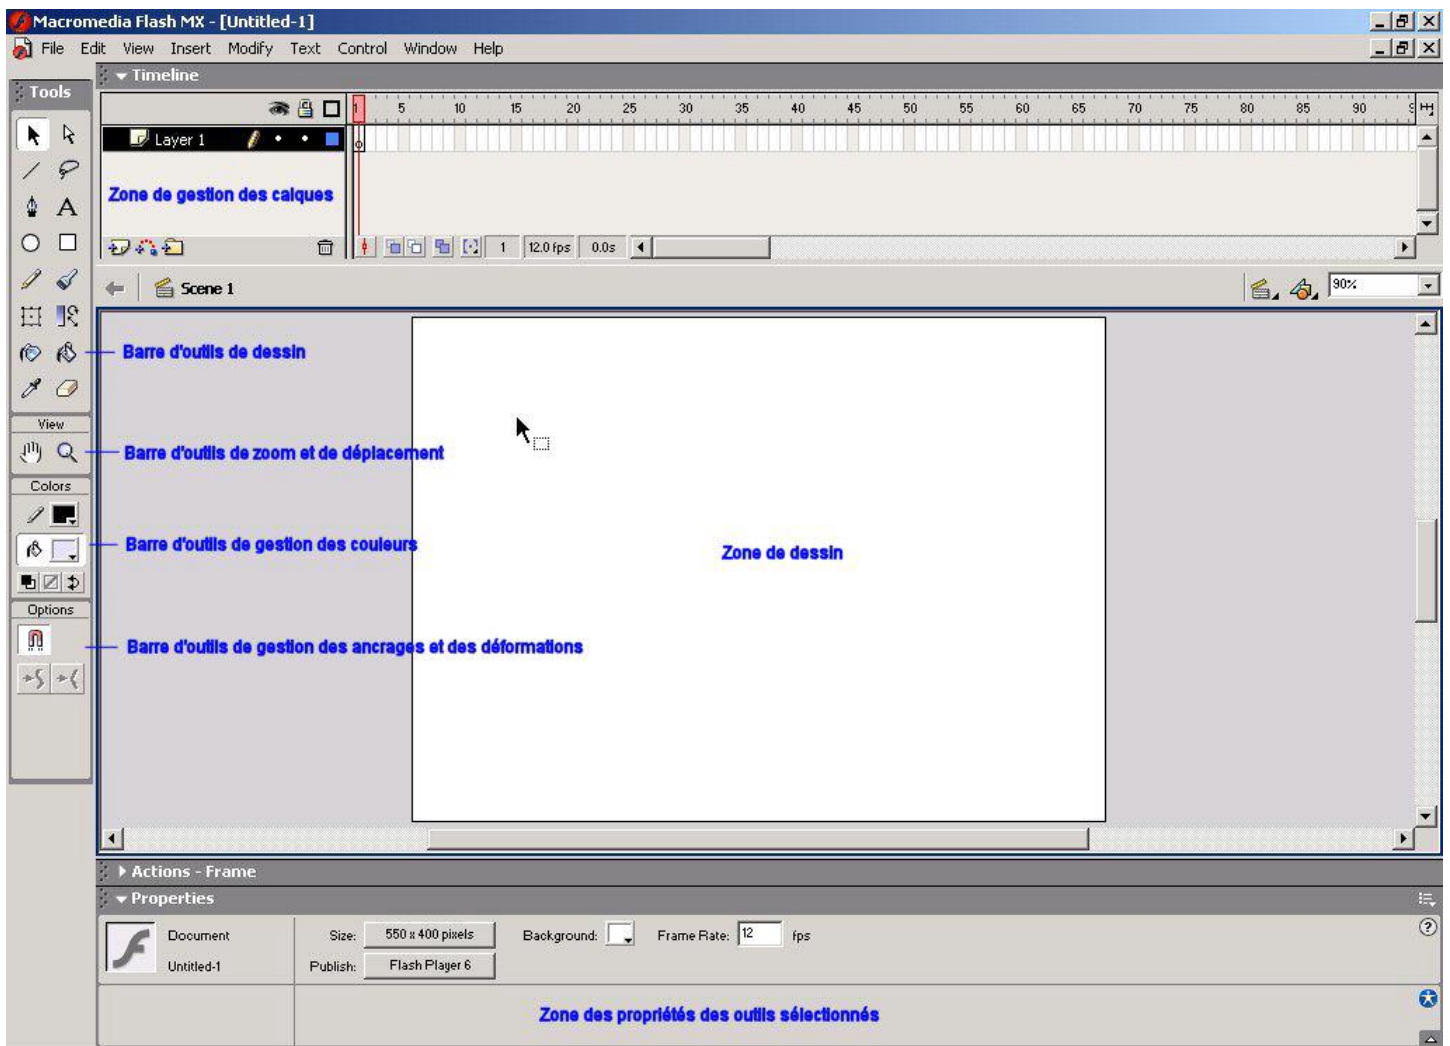 Macromedia Flash MX - [Untitled-1]
File Edit View Insert Modify Text Control Window Help
Tools
Timeline
1 5 10 15 20 25 30 35 40 45 50 55 60 65 70 75 80 85 90 9
Layer 1
Zone de gestion des calques
1 12.0 fps 0.0s
Scene 1
90%
Barre d'outils de dessin
View
Barre d'outils de zoom et de déplacement
Colors
Barre d'outils de gestion des couleurs
Zone de dessin
Options
Barre d'outils de gestion des ancrages et des déformations
Actions - Frame
Properties
Document
Size: 550 x 400 pixels
Background:
Frame Rate: 12 fps
Untitled-1
Publish: Flash Player 6
Zone des propriétés des outils sélectionnés